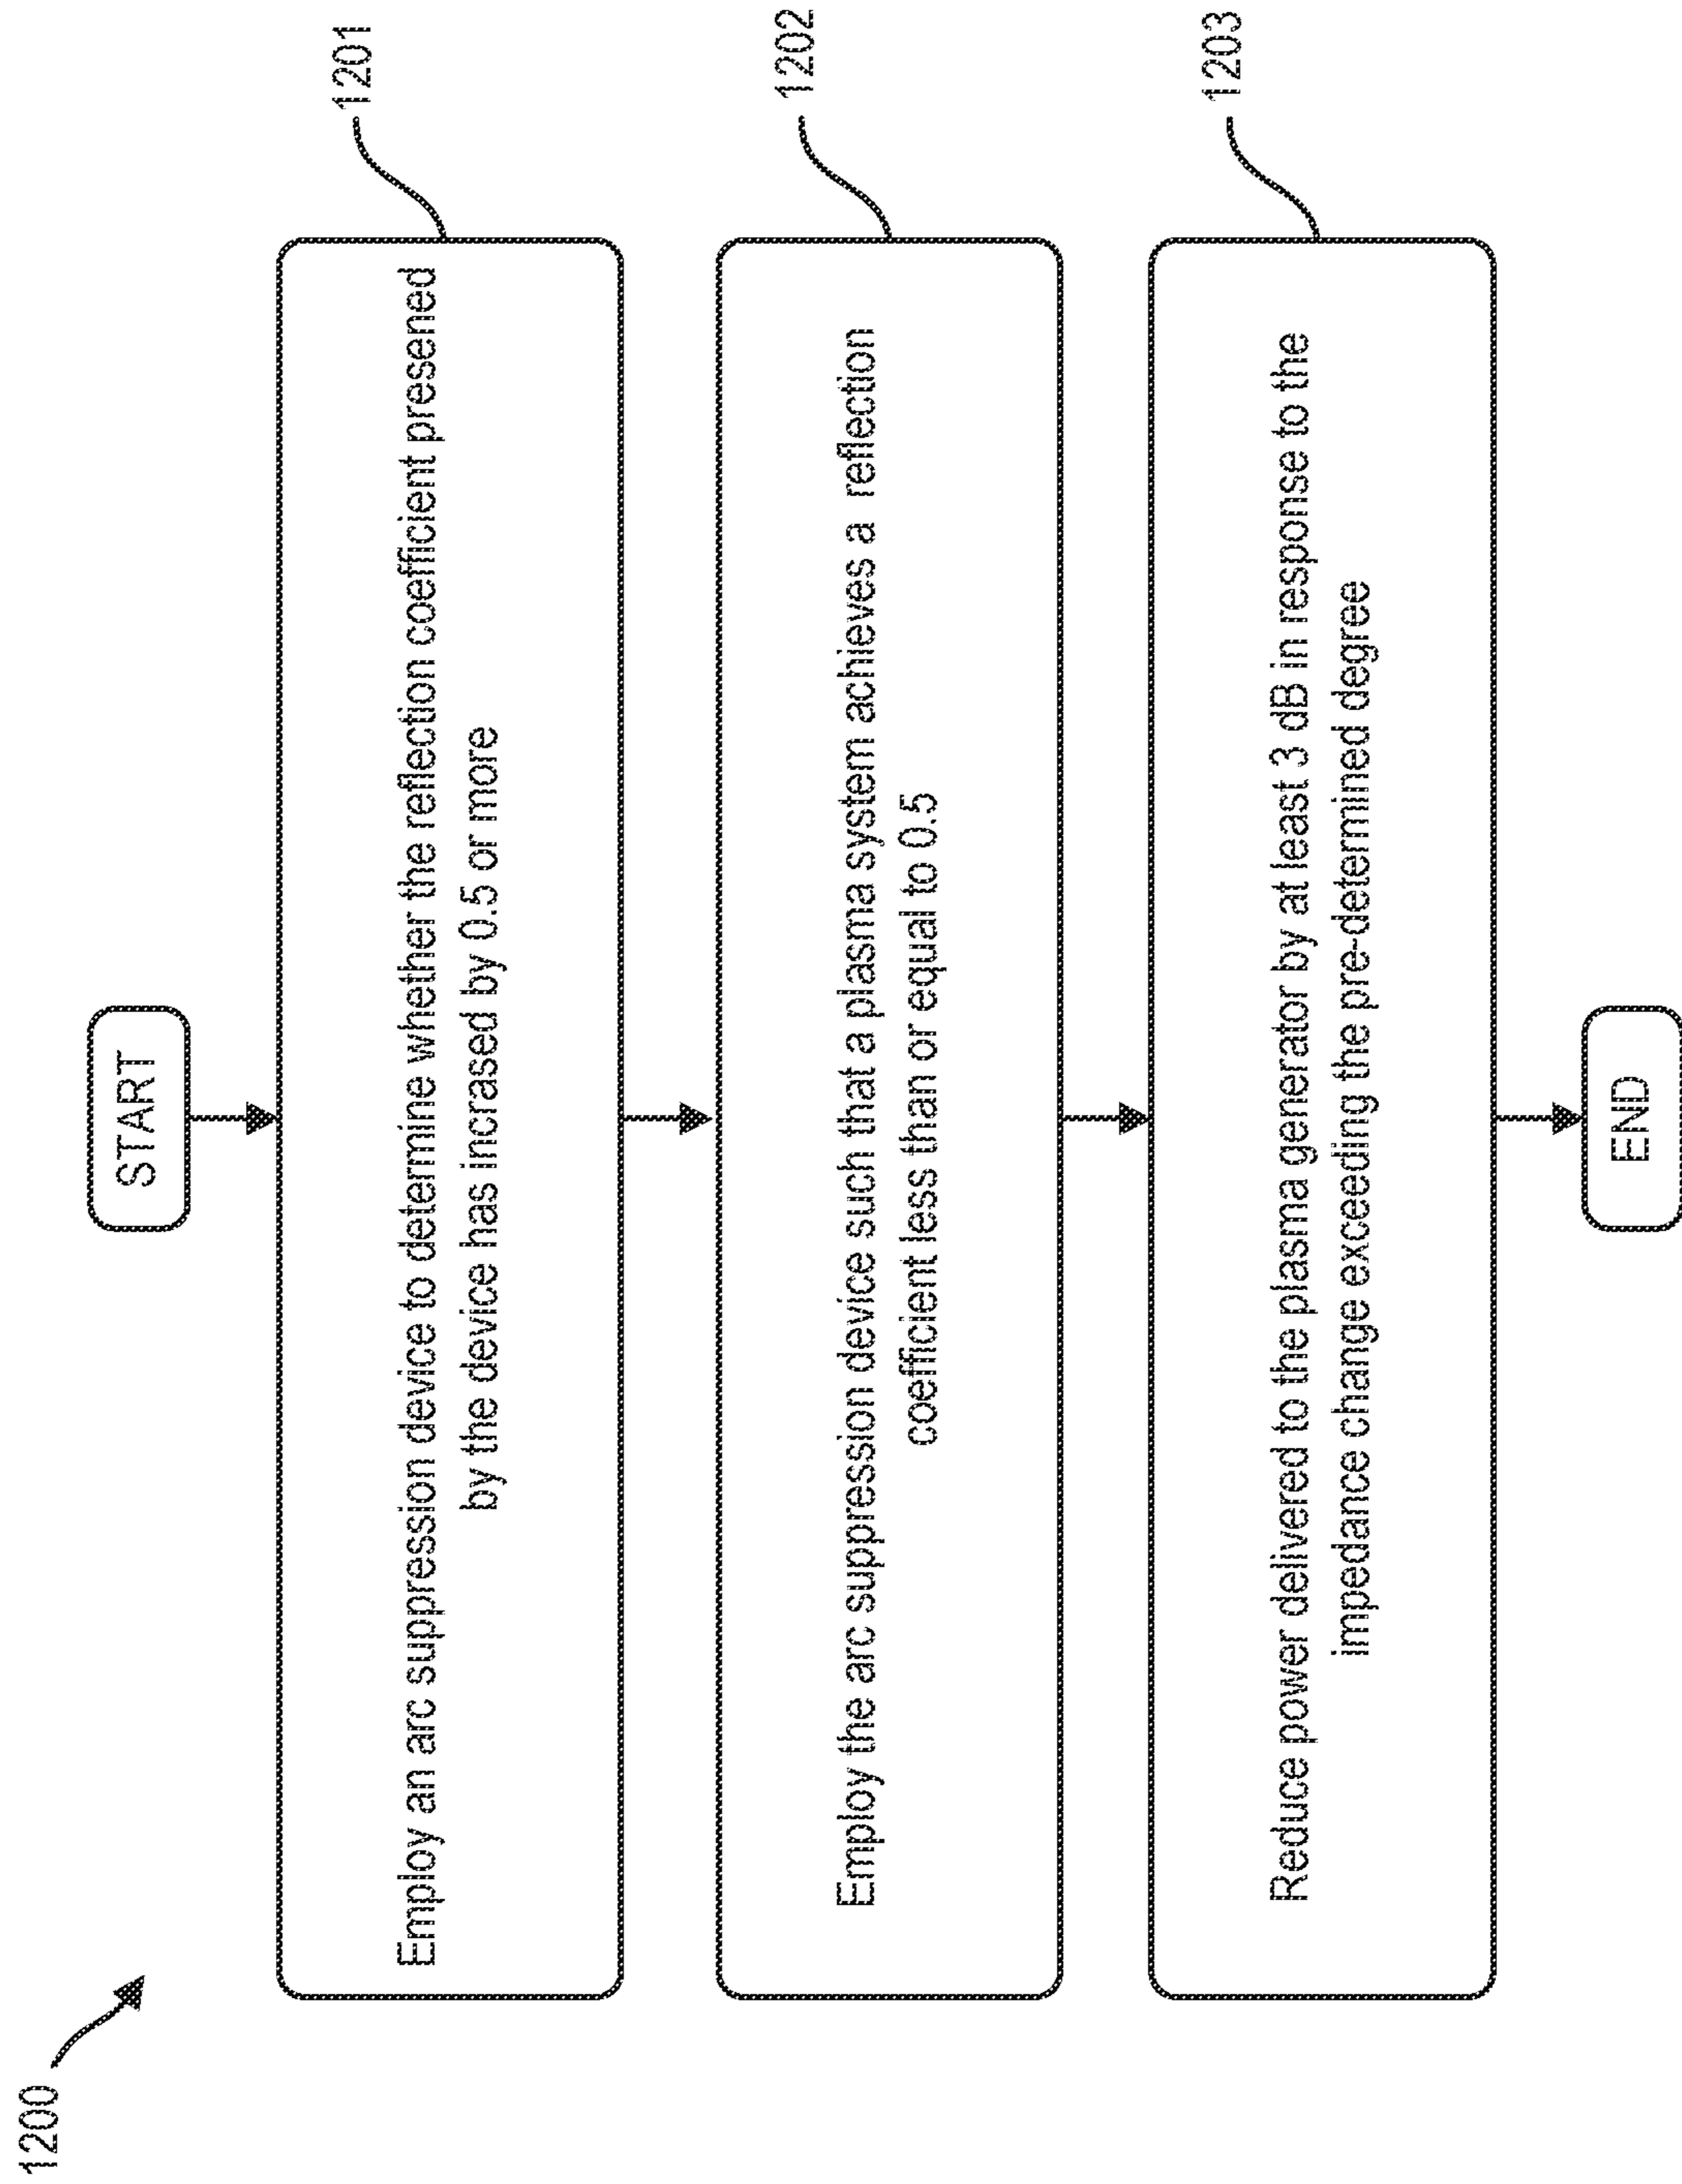 1200
START
Employ an arc suppression device to determine whether the reflection coefficient presened
by the device has incrased by 0.5 or more
1201
Employ the arc suppression device such that a plasma system achieves a reflection
coefficient less than or equal to 0.5
1202
Reduce power delivered to the plasma generator by at least 3 dB in response to the
impedance change exceeding the pre-determined degree
1203
END